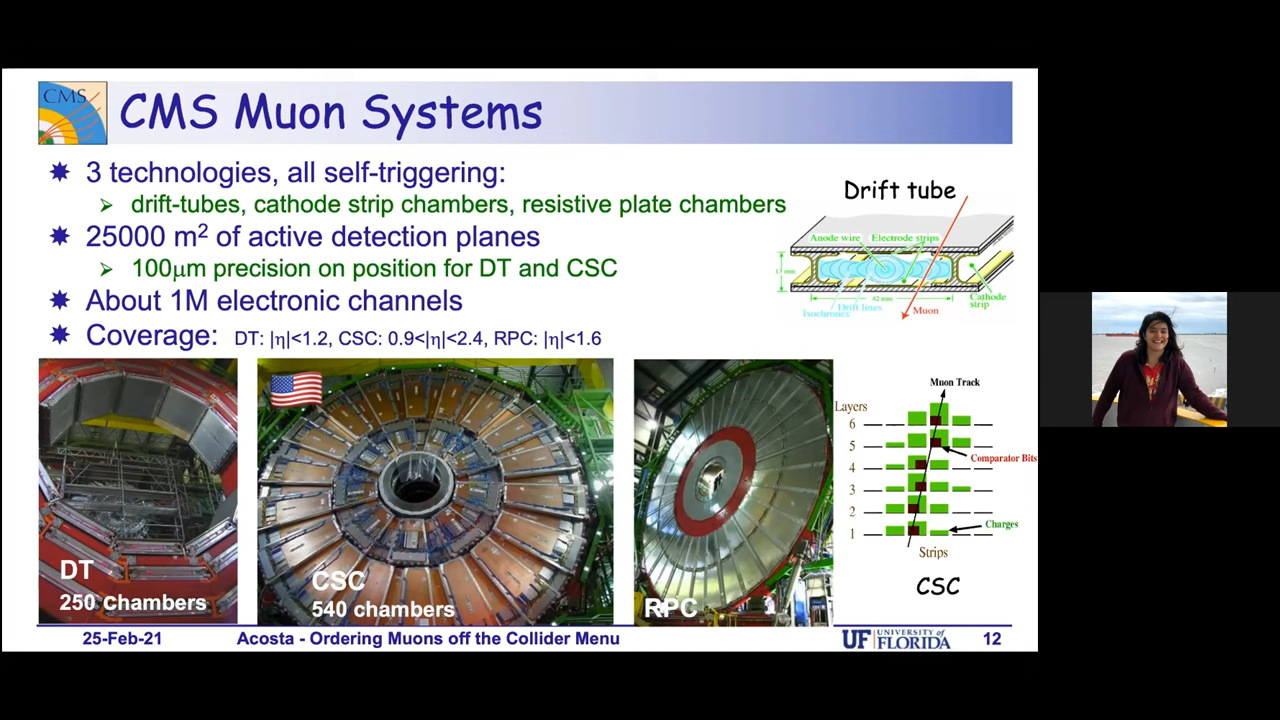 CMS
CMS Muon Systems
3 technologies, all self-triggering:
drift-tubes, cathode strip chambers, resistive plate chambers
25000 m² of active detection planes
100μm precision on position for DT and CSC
About 1M electronic channels
Coverage: DT: |η|<1.2, CSC: 0.9<|η|<2.4, RPC: |η|<1.6
Drift tube
Anode wire Electrode strips
42 mm
Cathode
strip
Isochrones
Drift lines
Muon
DT
250 Chambers
CSC
540 chambers
RPC
Muon Track
Layers
6
5
Comparator Bits
4
3
2
Charges
1
Strips
CSC
25-Feb-21 Acosta - Ordering Muons off the Collider Menu UF UNIVERSITY of FLORIDA 12